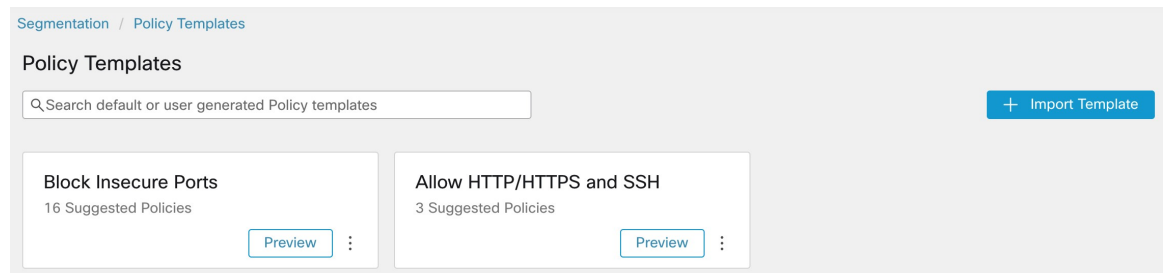 Segmentation / Policy Templates
Policy Templates
Search default or user generated Policy templates
+ Import Template
Block Insecure Ports
16 Suggested Policies
Preview
Allow HTTP/HTTPS and SSH
3 Suggested Policies
Preview